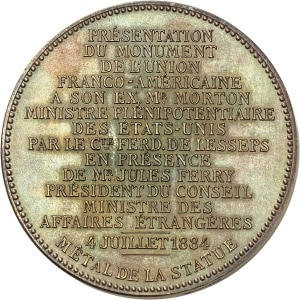 PRÉSENTATION
DU MONUMENT
DE L'UNION
FRANCO-AMÉRICAINE
A SON EX. Mʀ MORTON
MINISTRE PLÉNIPOTENTIAIRE
DES ÉTATS-UNIS
PAR LE Cᵀᴱ FERD. DE LESSEPS
EN PRÉSENCE
DE Mʀ JULES FERRY
PRÉSIDENT DU CONSEIL
MINISTRE DES
AFFAIRES ÉTRANGÈRES
4 JUILLET 1884
MÉTAL DE LA STATUE